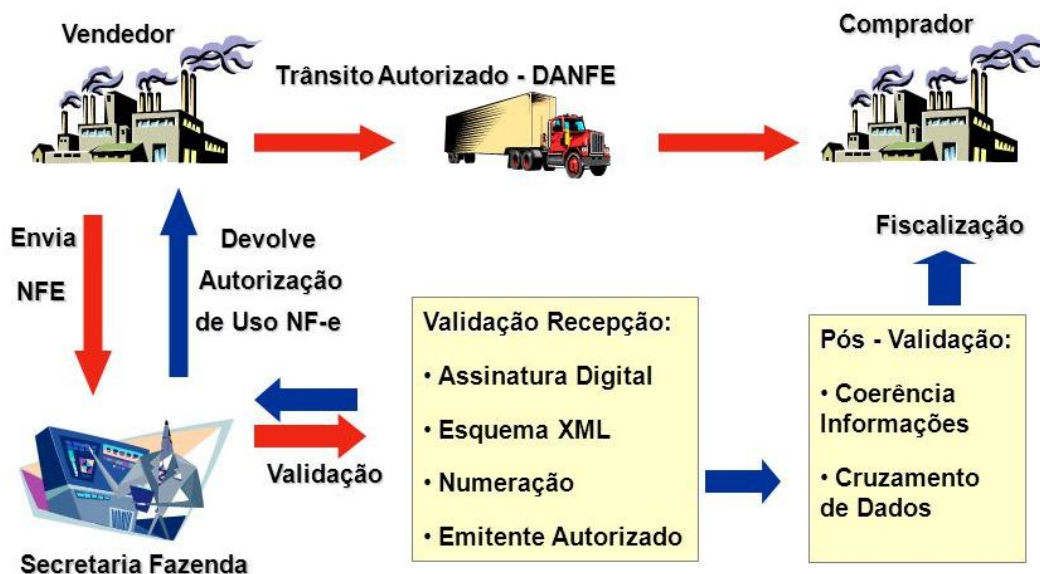 Vendedor
Comprador
Trânsito Autorizado - DANFE
Envia
NFE
Devolve
Autorização
de Uso NF-e
Fiscalização
Validação Recepção:
• Assinatura Digital
• Esquema XML
• Numeração
• Emitente Autorizado
Pós - Validação:
• Coerência
Informações
• Cruzamento
de Dados
Validação
Secretaria Fazenda